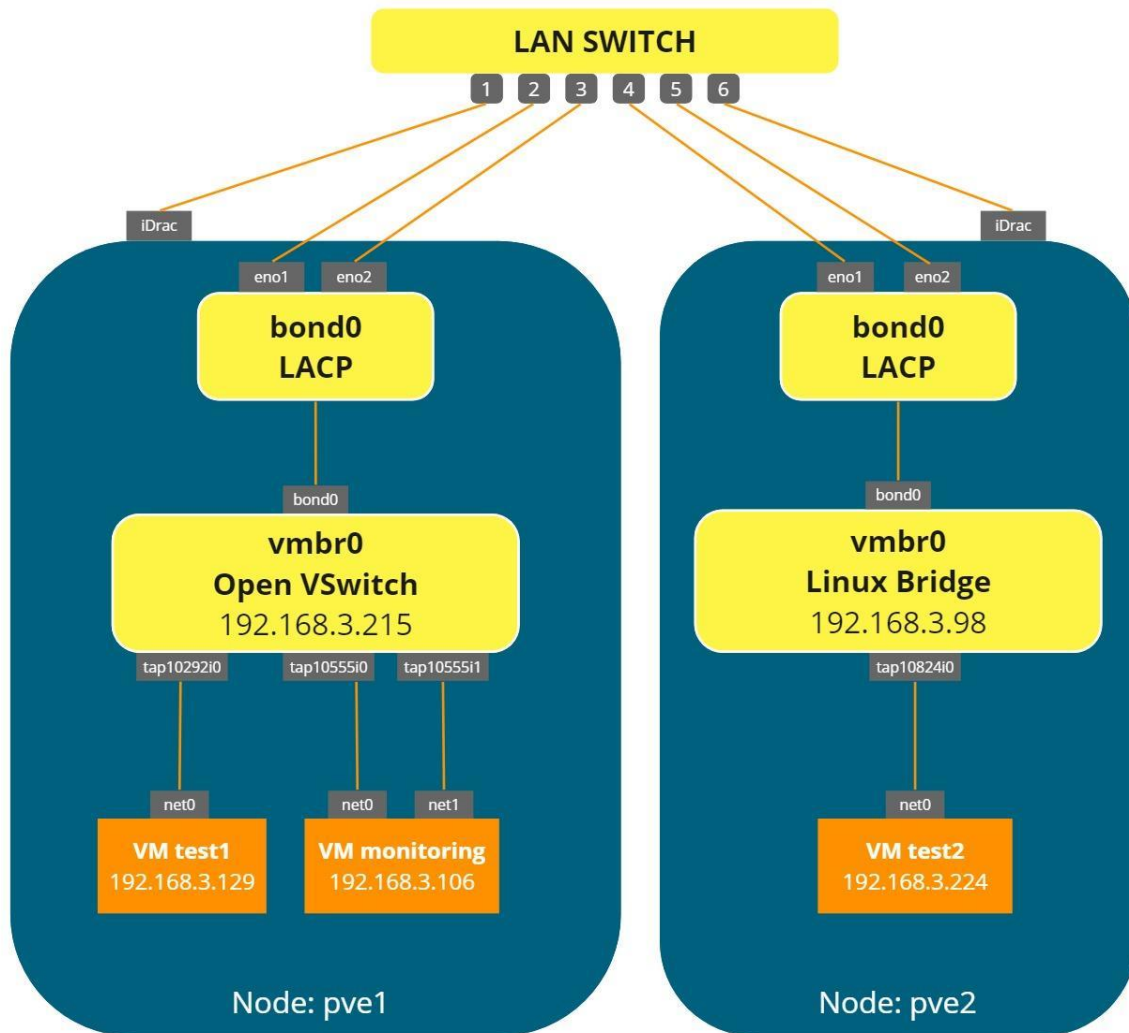 LAN SWITCH
1 2 3 4 5 6
iDrac
iDrac
eno1 eno2
eno1 eno2
bond0
LACP
bond0
LACP
bond0
bond0
vmbr0
Open VSwitch
192.168.3.215
vmbr0
Linux Bridge
192.168.3.98
tap10292i0 tap10555i0 tap10555i1
tap10824i0
net0 net0 net1
net0
VM test1
192.168.3.129
VM monitoring
192.168.3.106
VM test2
192.168.3.224
Node: pve1
Node: pve2